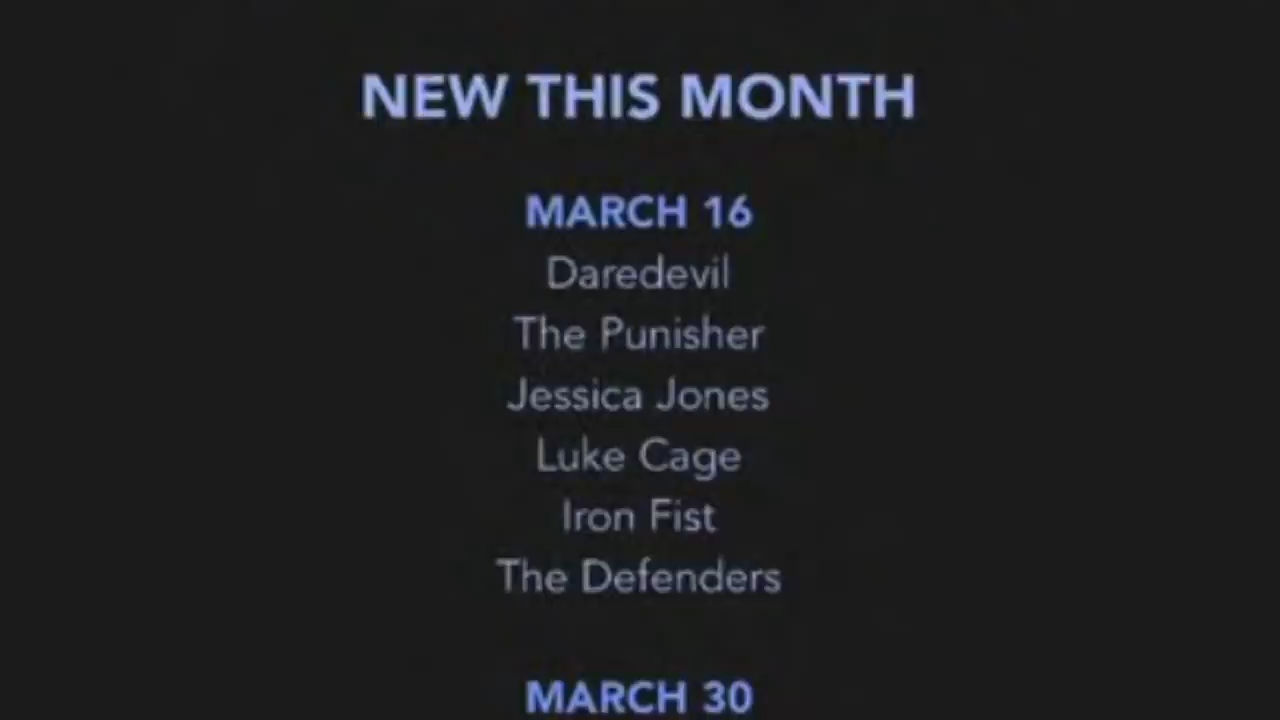 NEW THIS MONTH
MARCH 16
Daredevil
The Punisher
Jessica Jones
Luke Cage
Iron Fist
The Defenders
MARCH 30